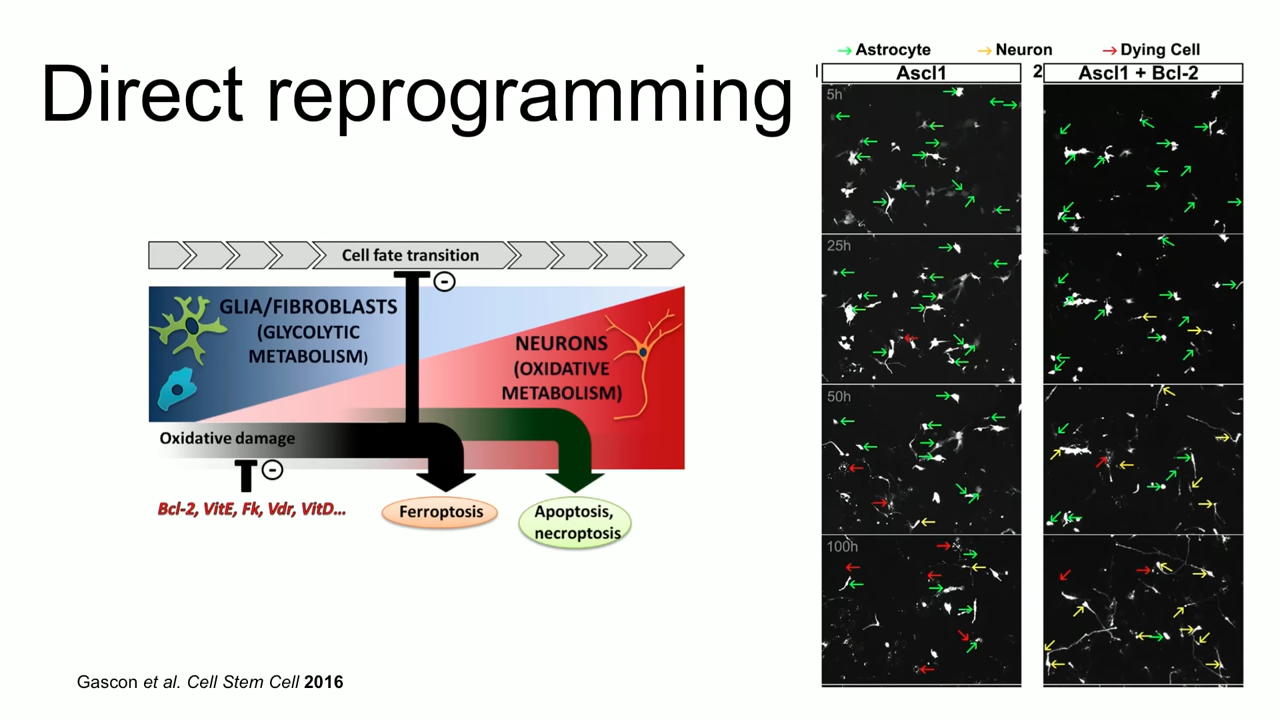 Direct reprogramming
Cell fate transition
GLIA/FIBROBLASTS
(GLYCOLYTIC
METABOLISM)
NEURONS
(OXIDATIVE
METABOLISM)
Oxidative damage
Bcl-2, VitE, Fk, Vdr, VitD...
Ferroptosis
Apoptosis,
necroptosis
Gascon et al. Cell Stem Cell 2016
Astrocyte Neuron Dying Cell
Ascl1
2 Ascl1 + Bcl-2
5h
25h
50h
100h